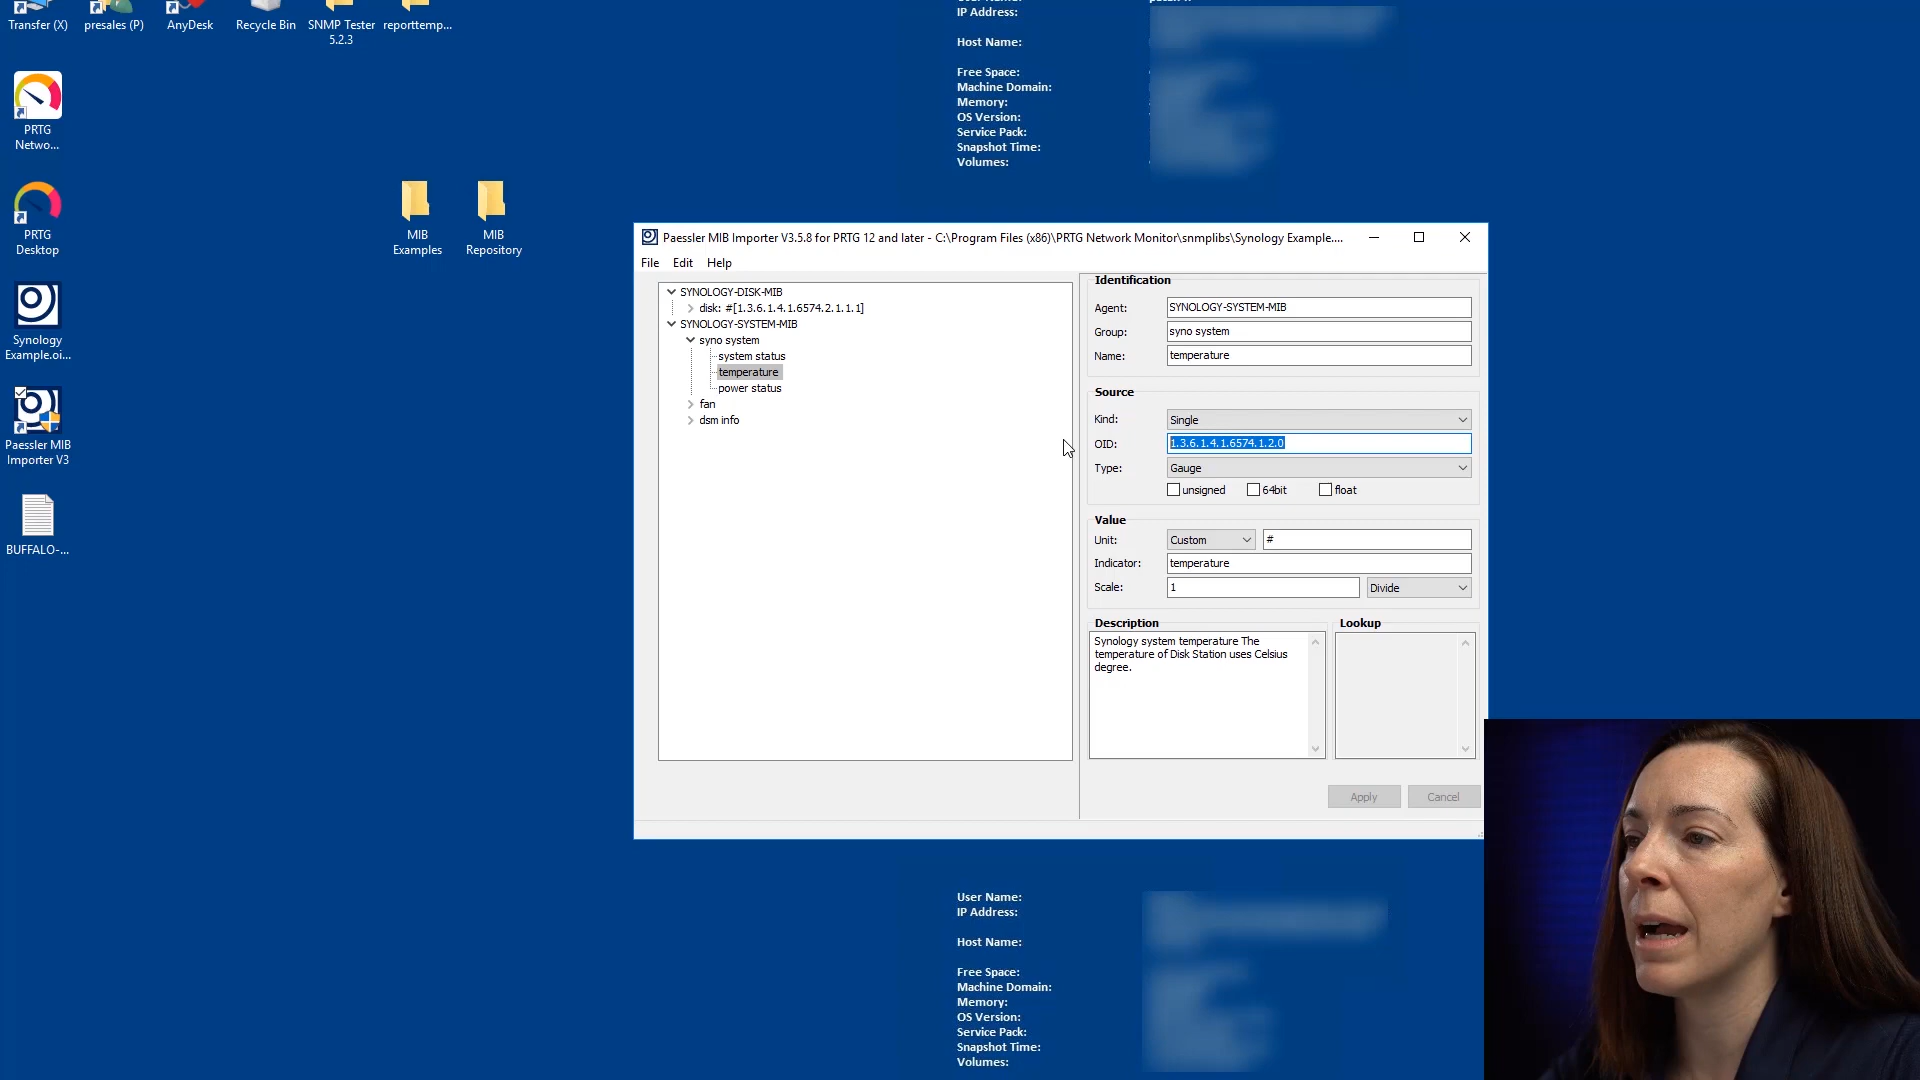 Transfer (X)
presales (P)
AnyDesk
Recycle Bin
SNMP Tester
5.2.3
reporttemp...
IP Address:
Host Name:
Free Space:
Machine Domain:
Memory:
OS Version:
Service Pack:
Snapshot Time:
Volumes:
PRTG
Netwo...
PRTG
Desktop
MIB
Examples
MIB
Repository
Synology
Example.oi...
Paessler MIB
Importer V3
BUFFALO-...
Paessler MIB Importer V3.5.8 for PRTG 12 and later - C:\Program Files (x86)\PRTG Network Monitor\snmplibs\Synology Example....
File Edit Help
SYNOLOGY-DISK-MIB
disk: #[1.3.6.1.4.1.6574.2.1.1.1]
SYNOLOGY-SYSTEM-MIB
syno system
system status
temperature
power status
fan
dsm info
Identification
Agent: SYNOLOGY-SYSTEM-MIB
Group: syno system
Name: temperature
Source
Kind: Single
OID: 1.3.6.1.4.1.6574.1.2.0
Type: Gauge
unsigned 64bit float
Value
Unit: Custom #
Indicator: temperature
Scale: 1 Divide
Description
Synology system temperature The
temperature of Disk Station uses Celsius
degree.
Lookup
Apply Cancel
User Name:
IP Address:
Host Name:
Free Space:
Machine Domain:
Memory:
OS Version:
Service Pack:
Snapshot Time:
Volumes: